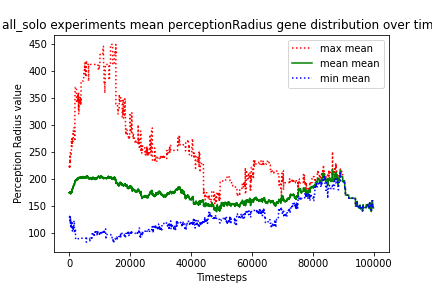 all_solo experiments mean perceptionRadius gene distribution over tim
450
400
350
300
250
200
150
100
Perception Radius value
max mean
mean mean
min mean
0 20000 40000 60000 80000 100000
Timesteps